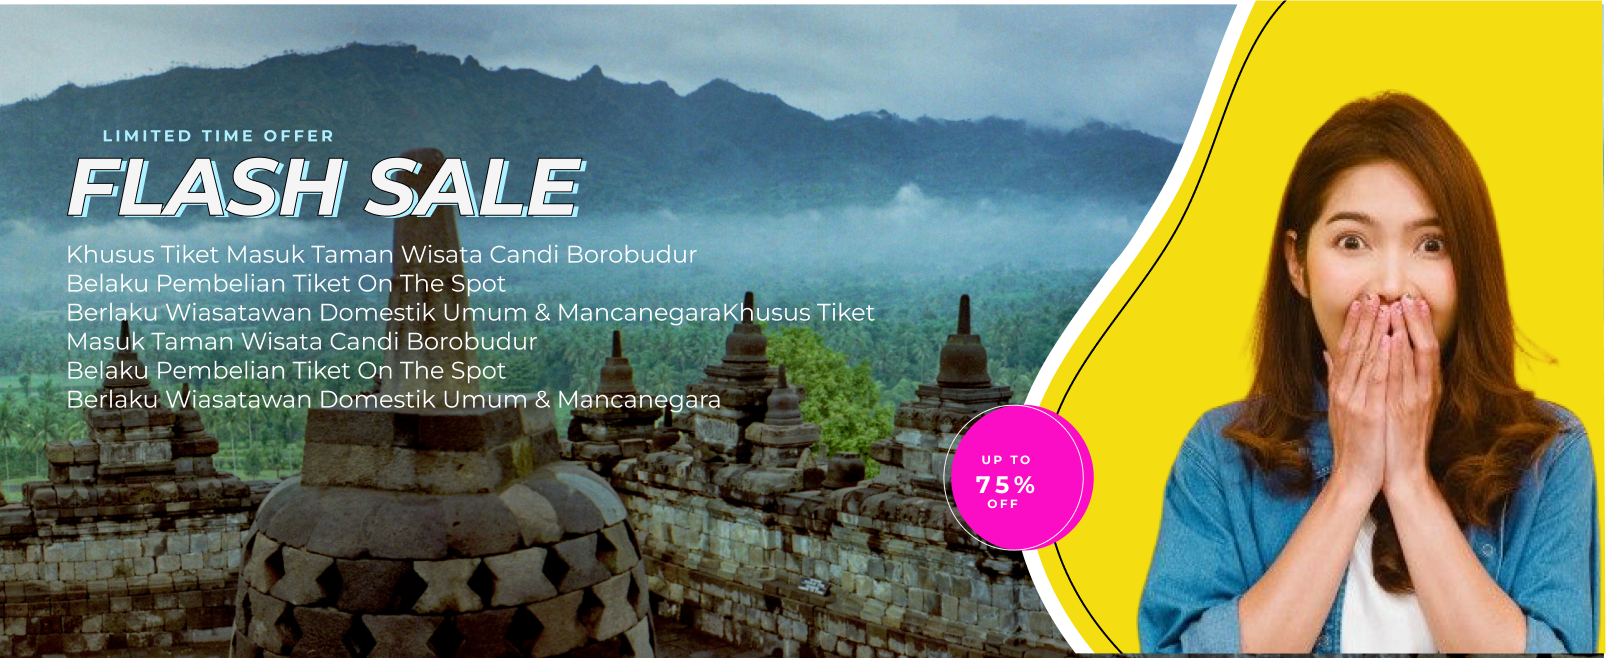 LIMITED TIME OFFER
FLASH SALE
Khusus Tiket Masuk Taman Wisata Candi Borobudur
Belaku Pembelian Tiket On The Spot
Berlaku Wiasatawan Domestik Umum & MancanegaraKhusus Tiket
Masuk Taman Wisata Candi Borobudur
Belaku Pembelian Tiket On The Spot
Berlaku Wiasatawan Domestik Umum & Mancanegara
UP TO
75%
OFF